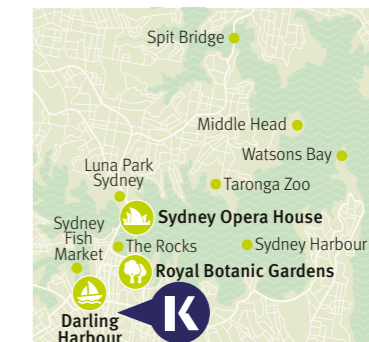 Spit Bridge
Middle Head
Watsons Bay
Luna Park
Sydney
Taronga Zoo
Sydney Opera House
Sydney
Fish
Market
The Rocks
Sydney Harbour
Royal Botanic Gardens
K
Darling
Harbour